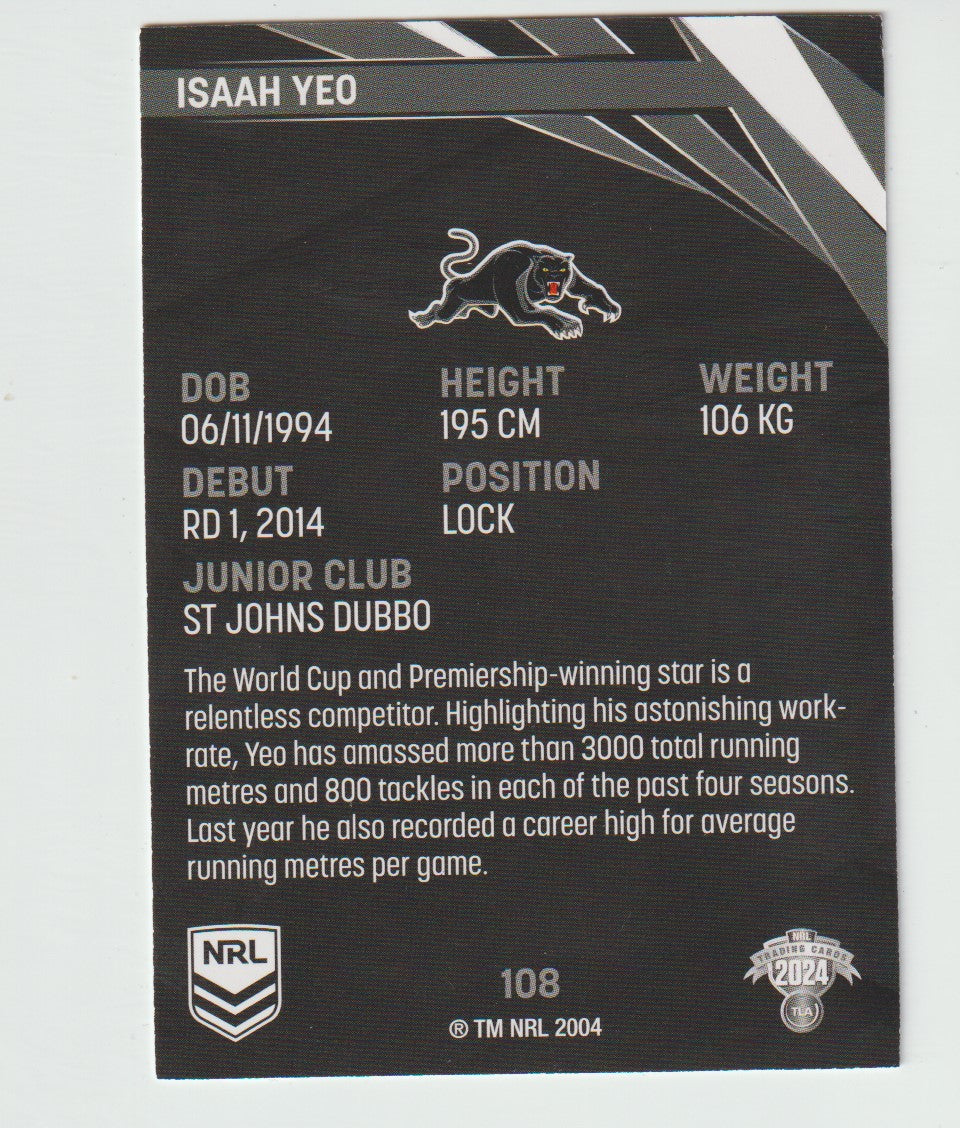 ISAAH YEO
DOB
06/11/1994
HEIGHT
195 CM
WEIGHT
106 KG
DEBUT
RD 1, 2014
POSITION
LOCK
JUNIOR CLUB
ST JOHNS DUBBO
The World Cup and Premiership-winning star is a
relentless competitor. Highlighting his astonishing work-
rate, Yeo has amassed more than 3000 total running
metres and 800 tackles in each of the past four seasons.
Last year he also recorded a career high for average
running metres per game.
NRL
108
® TM NRL 2004
NRL
TRADING CARDS
2024
TLA